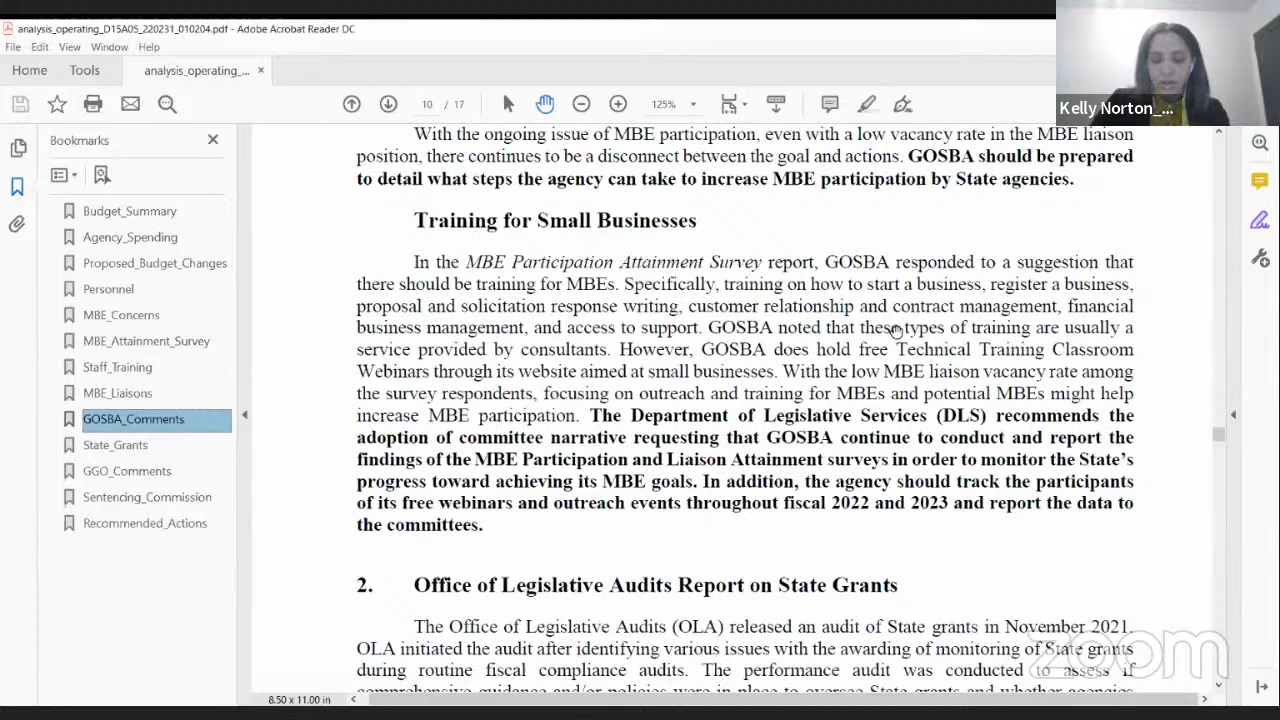 analysis_operating_D15A05_220231_010204.pdf - Adobe Acrobat Reader DC
File Edit View Window Help
Home Tools analysis_operating_... ×
10 / 17 125%
Kelly Norton_...
Bookmarks
Budget_Summary
Agency_Spending
Proposed_Budget_Changes
Personnel
MBE_Concerns
MBE_Attainment_Survey
Staff_Training
MBE_Liaisons
GOSBA_Comments
State_Grants
GGO_Comments
Sentencing_Commission
Recommended_Actions
With the ongoing issue of MBE participation, even with a low vacancy rate in the MBE liaison
position, there continues to be a disconnect between the goal and actions. GOSBA should be prepared
to detail what steps the agency can take to increase MBE participation by State agencies.
Training for Small Businesses
In the MBE Participation Attainment Survey report, GOSBA responded to a suggestion that
there should be training for MBEs. Specifically, training on how to start a business, register a business,
proposal and solicitation response writing, customer relationship and contract management, financial
business management, and access to support. GOSBA noted that these types of training are usually a
service provided by consultants. However, GOSBA does hold free Technical Training Classroom
Webinars through its website aimed at small businesses. With the low MBE liaison vacancy rate among
the survey respondents, focusing on outreach and training for MBEs and potential MBEs might help
increase MBE participation. The Department of Legislative Services (DLS) recommends the
adoption of committee narrative requesting that GOSBA continue to conduct and report the
findings of the MBE Participation and Liaison Attainment surveys in order to monitor the State's
progress toward achieving its MBE goals. In addition, the agency should track the participants
of its free webinars and outreach events throughout fiscal 2022 and 2023 and report the data to
the committees.
2. Office of Legislative Audits Report on State Grants
The Office of Legislative Audits (OLA) released an audit of State grants in November 2021.
OLA initiated the audit after identifying various issues with the awarding of monitoring of State grants
during routine fiscal compliance audits. The performance audit was conducted to assess if
comprehensive guidance and/or policies were in place to oversee State grants and whether agencies
8.50 x 11.00 in
zoom